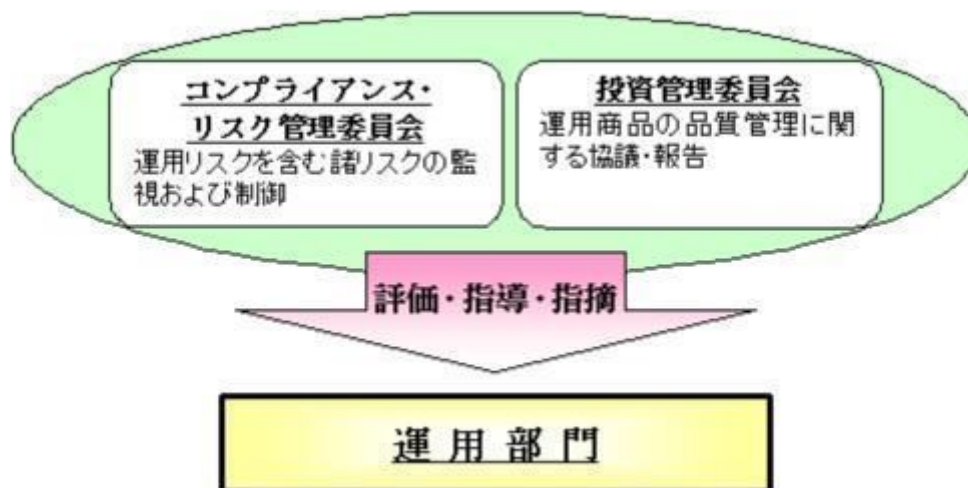 コンプライアンス・
リスク管理委員会
運用リスクを含む諸リスクの監
視および制御
投資管理委員会
運用商品の品質管理に関
する協議・報告
評価・指導・指摘
運用部門